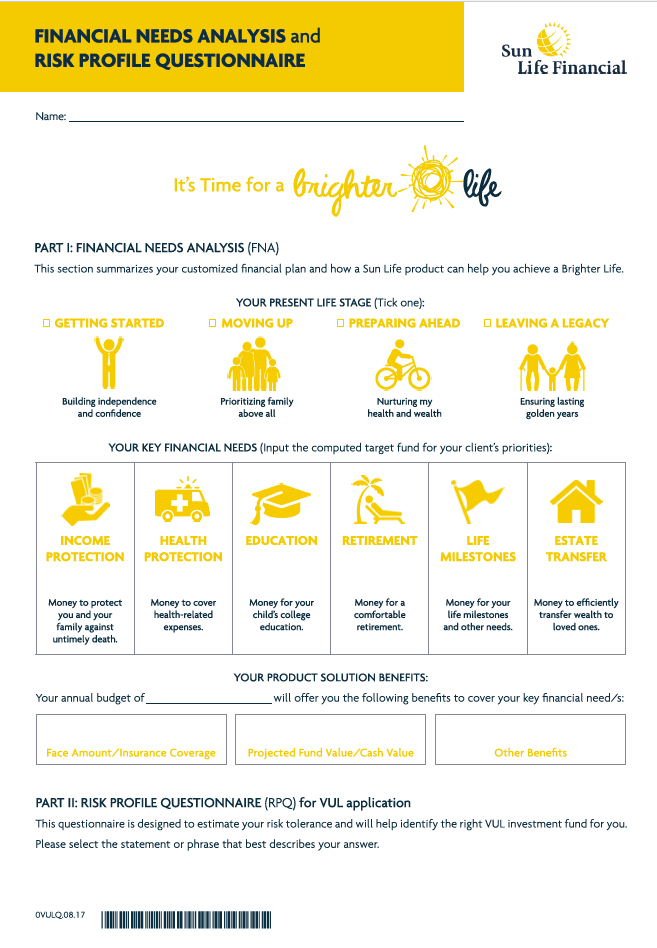 FINANCIAL NEEDS ANALYSIS and
RISK PROFILE QUESTIONNAIRE
Sun
Life Financial
Name:
It's Time for a brighter life
PART I: FINANCIAL NEEDS ANALYSIS (FNA)
This section summarizes your customized financial plan and how a Sun Life product can help you achieve a Brighter Life.
YOUR PRESENT LIFE STAGE (Tick one):
GETTING STARTED
MOVING UP
PREPARING AHEAD
LEAVING A LEGACY
Building independence
and confidence
Prioritizing family
above all
Nurturing my
health and wealth
Ensuring lasting
golden years
YOUR KEY FINANCIAL NEEDS (Input the computed target fund for your client's priorities):
INCOME
PROTECTION
HEALTH
PROTECTION
EDUCATION
RETIREMENT
LIFE
MILESTONES
ESTATE
TRANSFER
Money to protect
you and your
family against
untimely death.
Money to cover
health-related
expenses.
Money for your
child's college
education.
Money for a
comfortable
retirement.
Money for your
life milestones
and other needs.
Money to efficiently
transfer wealth to
loved ones.
YOUR PRODUCT SOLUTION BENEFITS:
Your annual budget of will offer you the following benefits to cover your key financial need/s:
Face Amount/Insurance Coverage
Projected Fund Value/Cash Value
Other Benefits
PART II: RISK PROFILE QUESTIONNAIRE (RPQ) for VUL application
This questionnaire is designed to estimate your risk tolerance and will help identify the right VUL investment fund for you.
Please select the statement or phrase that best describes your answer.
0VULQ.08.17